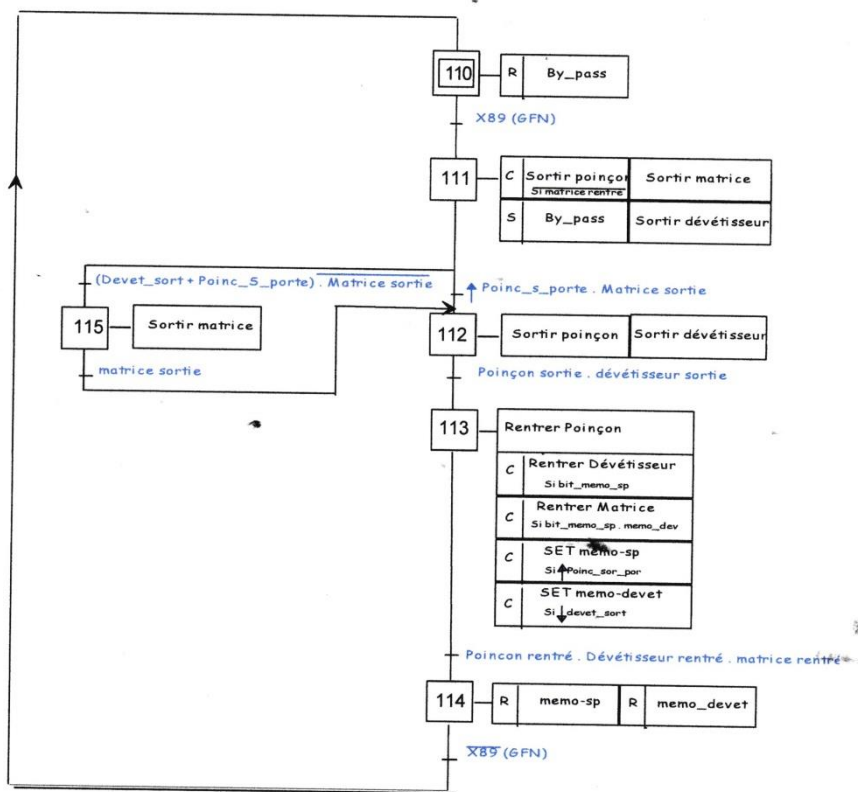 110
R By_pass
X89 (GFN)
111
C Sortir poinçon Sortir matrice
Si matrice rentré
S By_pass Sortir dévétisseur
(Devet_sort + Poinc_S_porte) . Matrice sortie
↑ Poinc_s_porte . Matrice sortie
115
Sortir matrice
112
Sortir poinçon Sortir dévétisseur
matrice sortie
Poinçon sortie . dévétisseur sortie
113
Rentrer Poinçon
C Rentrer Dévétisseur
Si bit_memo_sp
C Rentrer Matrice
Si bit_memo_sp . memo_dev
C SET memo-sp
Si ↑ Poinc_sor_por
C SET memo-devet
Si ↓ devet_sort
Poincon rentré . Dévétisseur rentré . matrice rentré
114
R memo-sp R memo_devet
X89 (GFN)